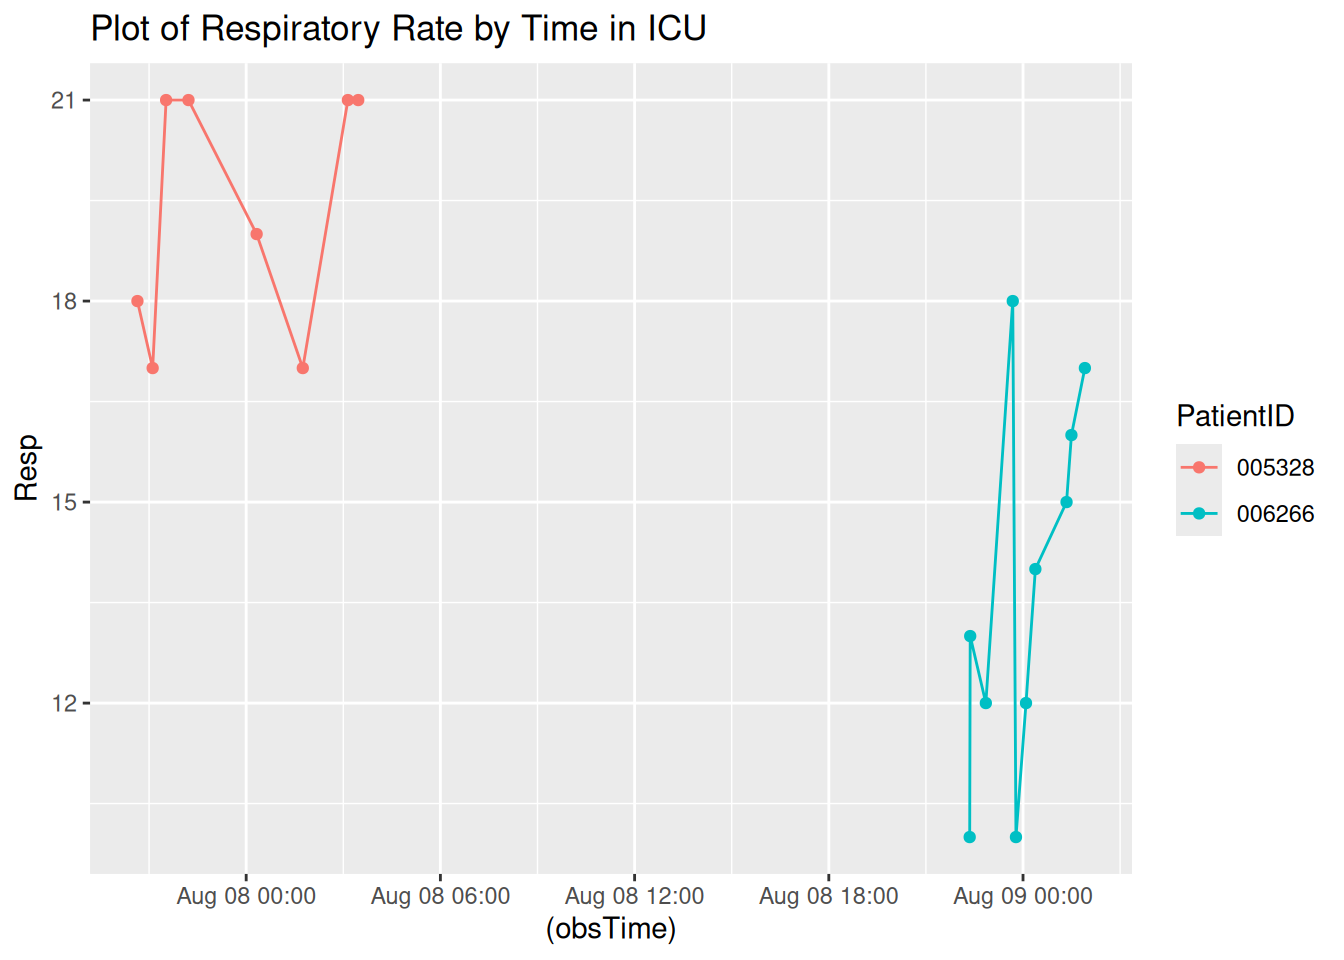 Plot of Respiratory Rate by Time in ICU
21
18
15
12
Resp
Aug 08 00:00 Aug 08 06:00 Aug 08 12:00 Aug 08 18:00 Aug 09 00:00
(obsTime)
PatientID
005328
006266